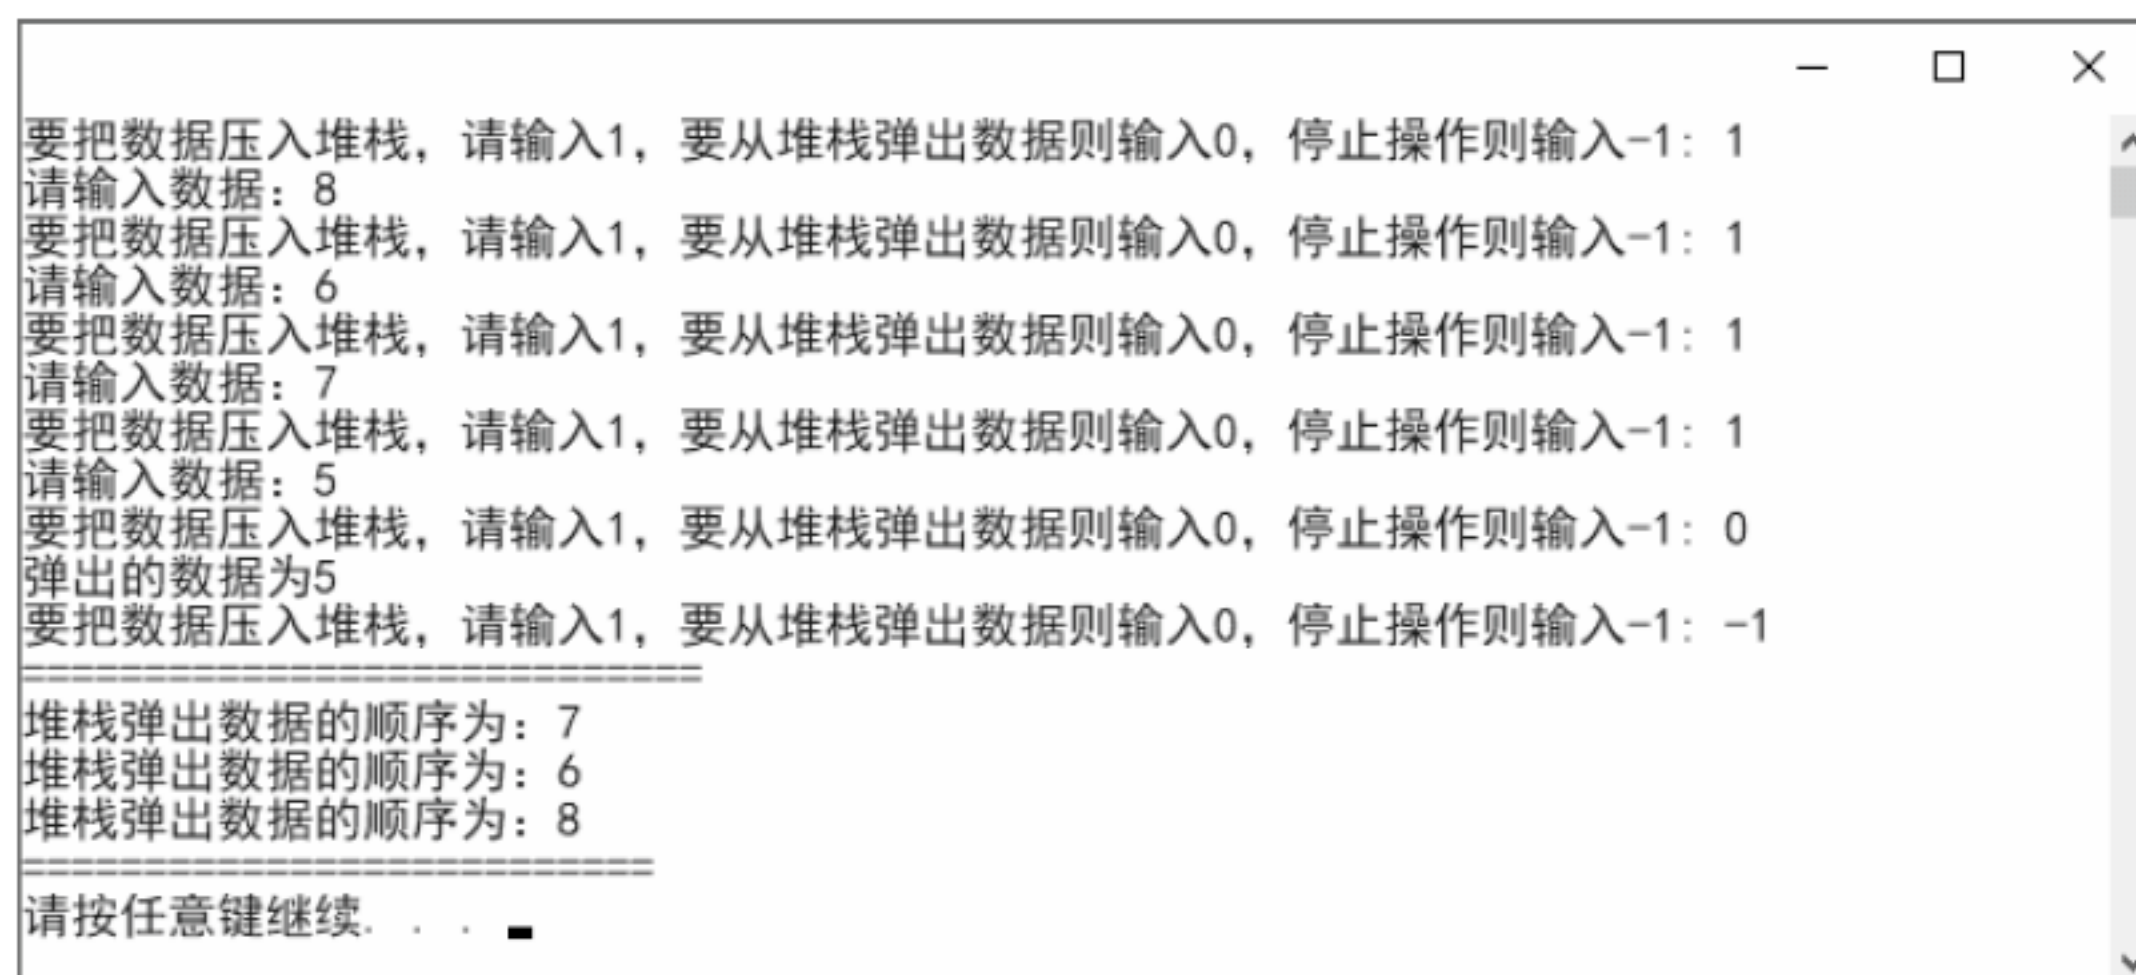 要把数据压入堆栈，请输入1，要从堆栈弹出数据则输入0，停止操作则输入-1: 1
请输入数据：8
要把数据压入堆栈，请输入1，要从堆栈弹出数据则输入0，停止操作则输入-1: 1
请输入数据：6
要把数据压入堆栈，请输入1，要从堆栈弹出数据则输入0，停止操作则输入-1: 1
请输入数据：7
要把数据压入堆栈，请输入1，要从堆栈弹出数据则输入0，停止操作则输入-1: 1
请输入数据：5
要把数据压入堆栈，请输入1，要从堆栈弹出数据则输入0，停止操作则输入-1: 0
弹出的数据为5
要把数据压入堆栈，请输入1，要从堆栈弹出数据则输入0，停止操作则输入-1: -1
============================
堆栈弹出数据的顺序为：7
堆栈弹出数据的顺序为：6
堆栈弹出数据的顺序为：8
==========================
请按任意键继续. . .